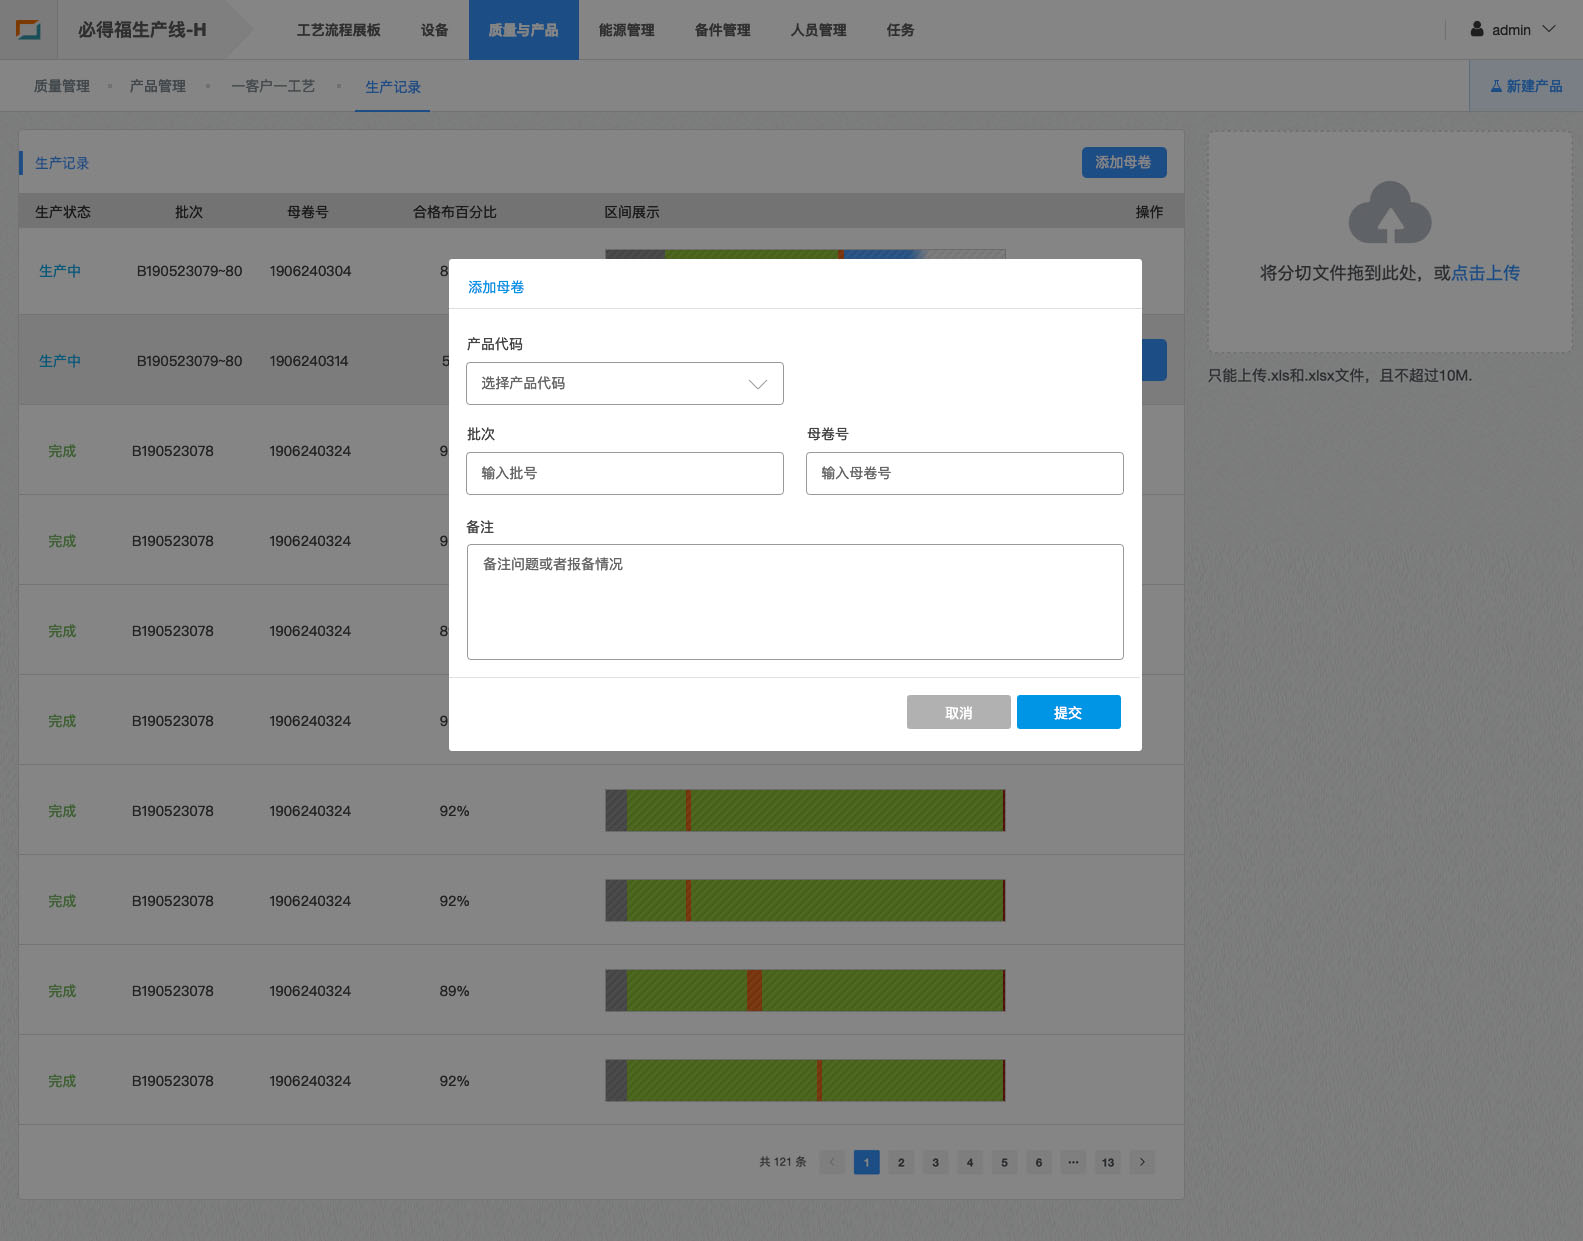 必得福生产线-H
工艺流程展板 设备 质量与产品 能源管理 备件管理 人员管理 任务
admin
质量管理 产品管理 一客户一工艺 生产记录
新建产品
生产记录
添加母卷
生产状态 批次 母卷号 合格布百分比 区间展示 操作
生产中 B190523079~80 1906240304 8
生产中 B190523079~80 1906240314 5
完成 B190523078 1906240324 9
完成 B190523078 1906240324 9
完成 B190523078 1906240324 8
完成 B190523078 1906240324 9
完成 B190523078 1906240324 92%
完成 B190523078 1906240324 92%
完成 B190523078 1906240324 89%
完成 B190523078 1906240324 92%
共 121 条 1 2 3 4 5 6 ··· 13
添加母卷
产品代码
选择产品代码
批次 母卷号
输入批号 输入母卷号
备注
备注问题或者报备情况
取消 提交
将分切文件拖到此处，或点击上传
只能上传.xls和.xlsx文件，且不超过10M.